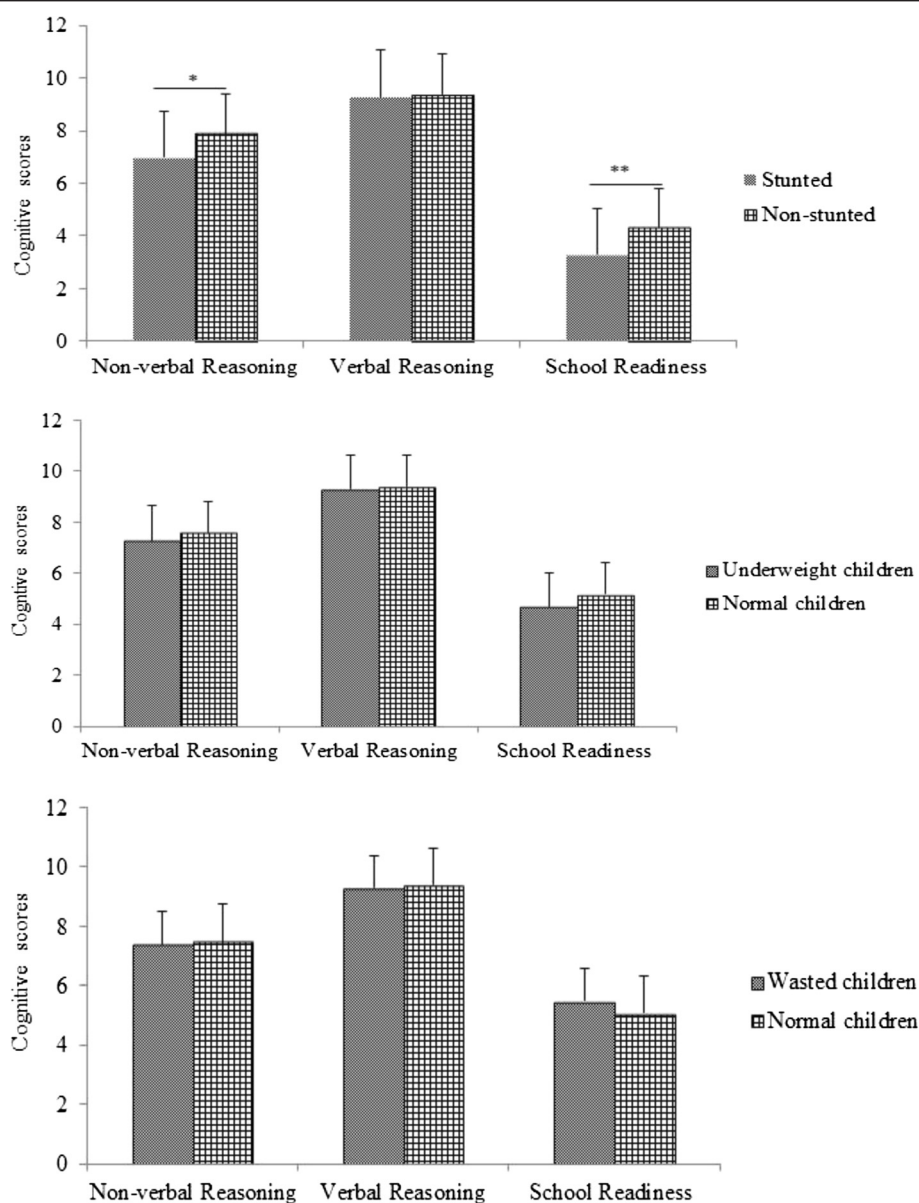 12
10
8
6
4
2
0
Cognitive scores
*
**
Non-verbal Reasoning Verbal Reasoning School Readiness
Stunted
Non-stunted
12
10
8
6
4
2
0
Cogntive scores
Non-verbal Reasoning Verbal Reasoning School Readiness
Underweight children
Normal children
12
10
8
6
4
2
0
Cognitive scores
Non-verbal Reasoning Verbal Reasoning School Readiness
Wasted children
Normal children